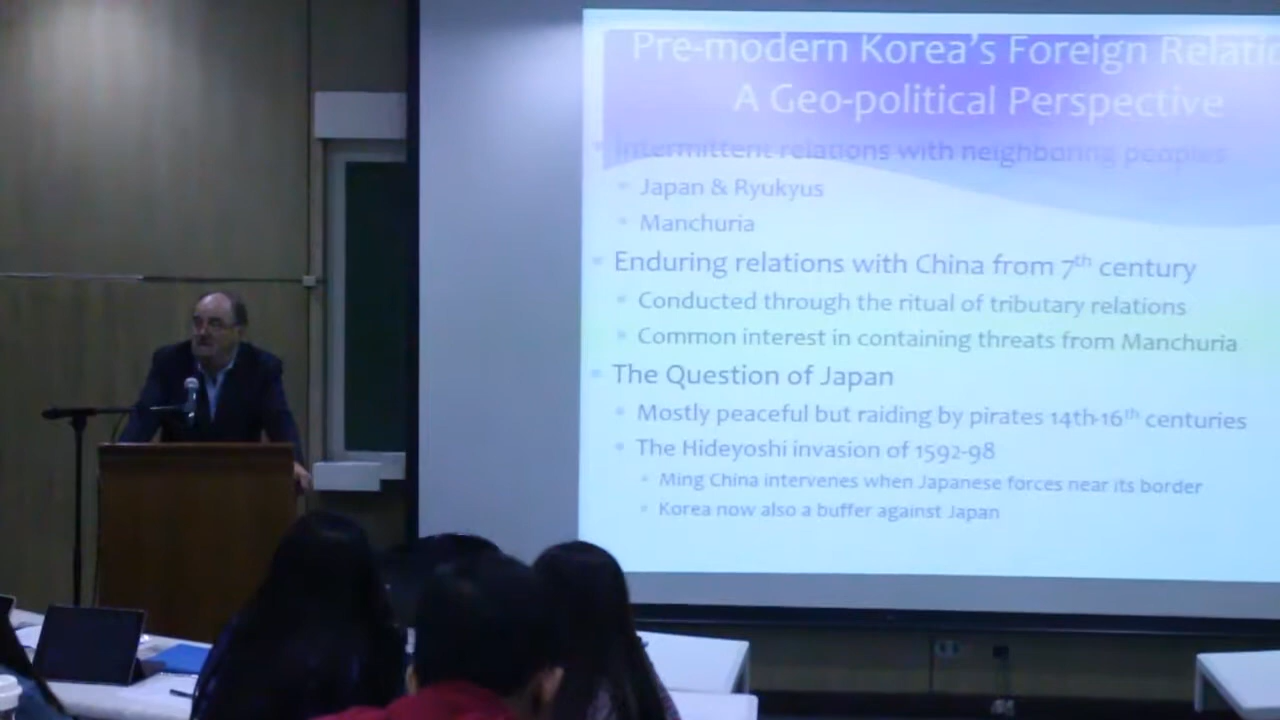 Pre-modern Korea's Foreign Relatio
A Geo-political Perspective
Intermittent relations with neighboring peoples
Japan & Ryukyus
Manchuria
Enduring relations with China from 7th century
Conducted through the ritual of tributary relations
Common interest in containing threats from Manchuria
The Question of Japan
Mostly peaceful but raiding by pirates 14th-16th centuries
The Hideyoshi invasion of 1592-98
Ming China intervenes when Japanese forces near its border
Korea now also a buffer against Japan